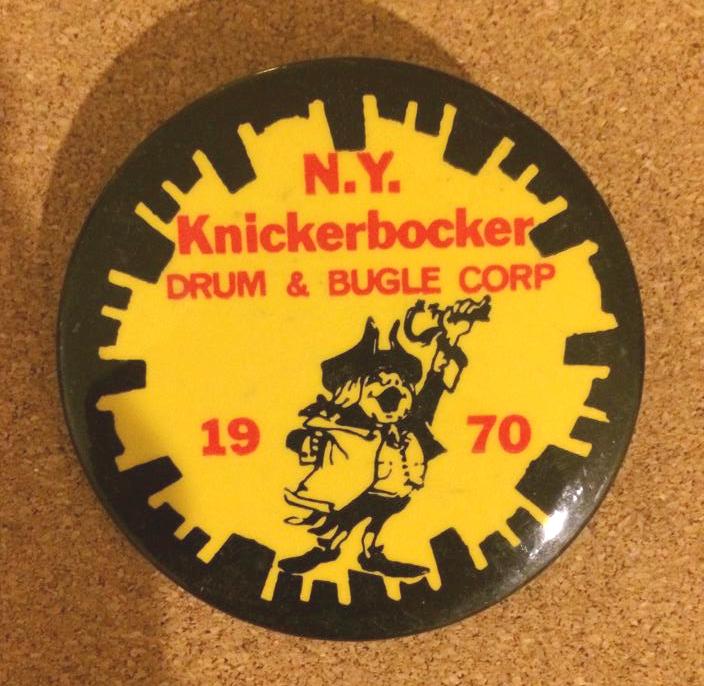 N.Y.
Knickerbocker
DRUM & BUGLE CORP
19 70